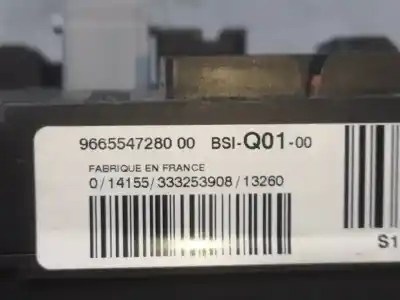 9665547280 00 BSI-Q01-00
FABRIQUE EN FRANCE
0/14155/333253908/13260
S1